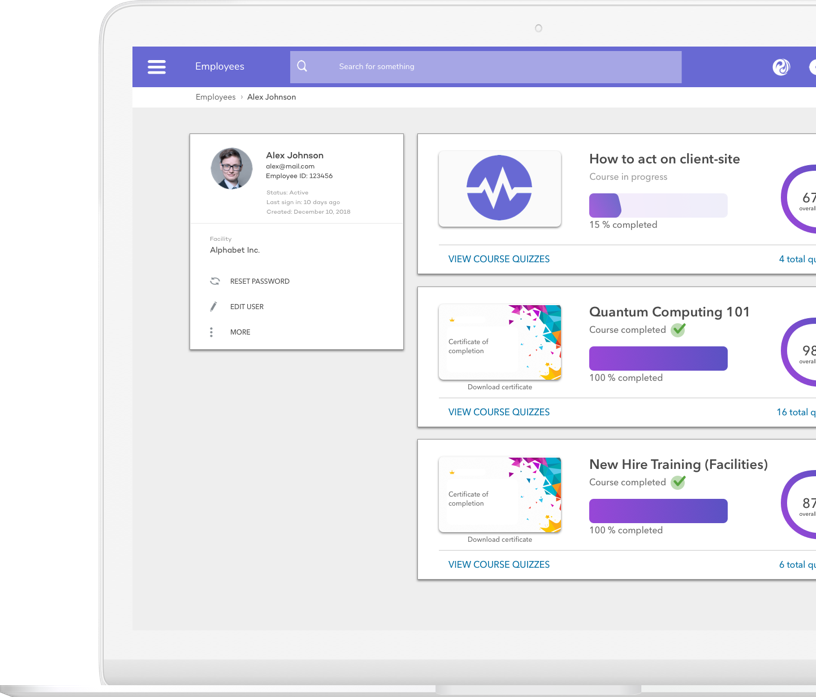 Employees
Search for something
Employees › Alex Johnson
Alex Johnson
alex@mail.com
Employee ID: 123456
Status: Active
Last sign in: 10 days ago
Created: December 10, 2018
Facility
Alphabet Inc.
RESET PASSWORD
EDIT USER
MORE
How to act on client-site
Course in progress
15 % completed
67
overal
VIEW COURSE QUIZZES
4 total qu
Certificate of
completion
Download certificate
Quantum Computing 101
Course completed
100 % completed
98
overal
VIEW COURSE QUIZZES
16 total q
Certificate of
completion
Download certificate
New Hire Training (Facilities)
Course completed
100 % completed
87
overal
VIEW COURSE QUIZZES
6 total qu